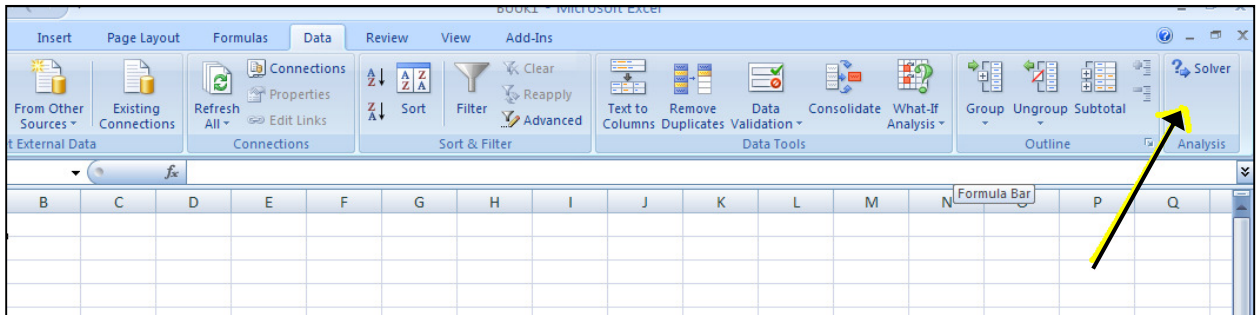 Book1 - Microsoft Excel
Insert Page Layout Formulas Data Review View Add-Ins
From Other Sources
Existing Connections
Refresh All
Connections
Properties
Edit Links
A Z
Z A
A Z Z A
Sort
Filter
Clear
Reapply
Advanced
Text to Columns
Remove Duplicates
Data Validation
Consolidate
What-If Analysis
Group
Ungroup
Subtotal
Solver
t External Data Connections Sort & Filter Data Tools Outline Analysis
fx
Formula Bar
B C D E F G H I J K L M N P Q